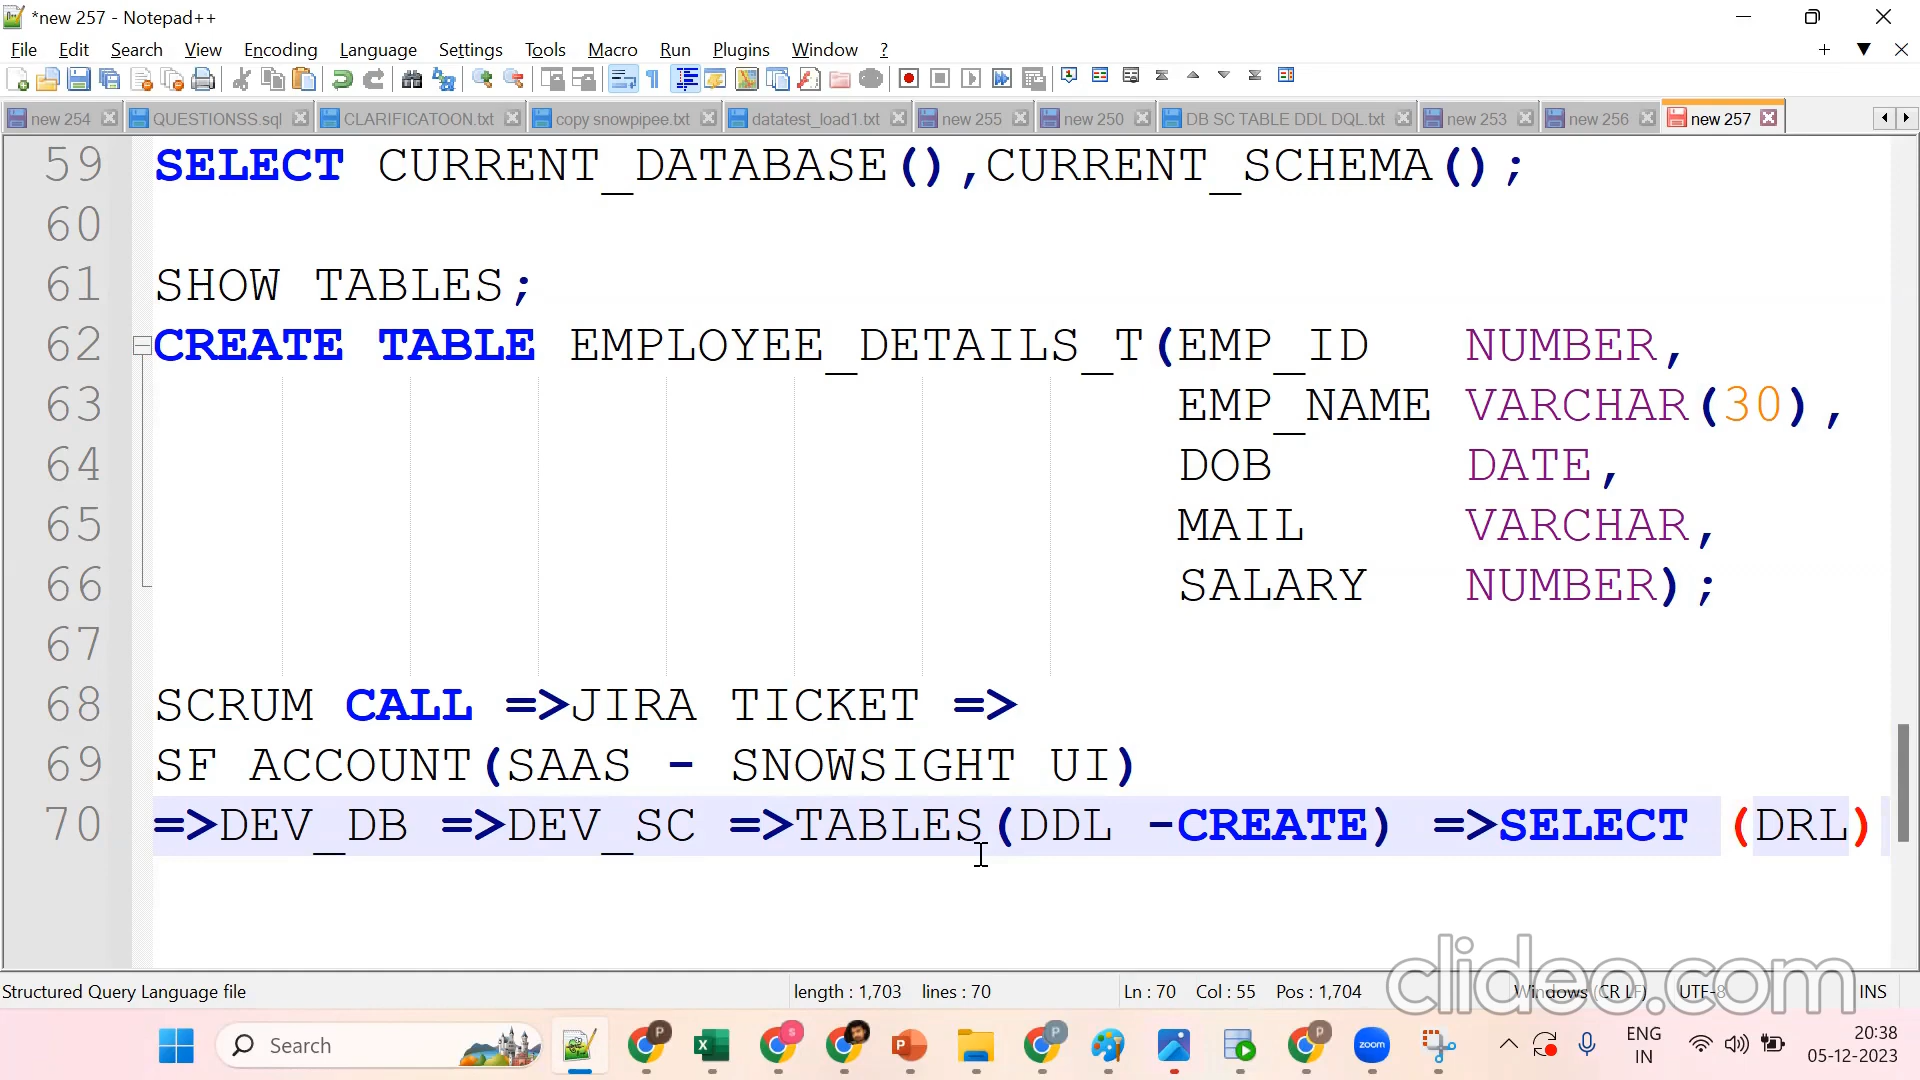 *new 257 - Notepad++
File Edit Search View Encoding Language Settings Tools Macro Run Plugins Window ?
new 254 QUESTIONSS.sql CLARIFICATOON.txt copy snowpipee.txt datatest_load1.txt new 255 new 250 DB SC TABLE DDL DQL.txt new 253 new 256 new 257
59 SELECT CURRENT_DATABASE(),CURRENT_SCHEMA();
60
61 SHOW TABLES;
62 CREATE TABLE EMPLOYEE_DETAILS_T(EMP_ID NUMBER,
63 EMP_NAME VARCHAR(30),
64 DOB DATE,
65 MAIL VARCHAR,
66 SALARY NUMBER);
67
68 SCRUM CALL =>JIRA TICKET =>
69 SF ACCOUNT(SAAS - SNOWSIGHT UI)
70 =>DEV_DB =>DEV_SC =>TABLES(DDL -CREATE) =>SELECT (DRL)
clideo.com
Structured Query Language file length : 1,703 lines : 70 Ln : 70 Col : 55 Pos : 1,704 Windows (CR LF) UTF-8 INS
Search zoom ENG 20:38
IN 05-12-2023